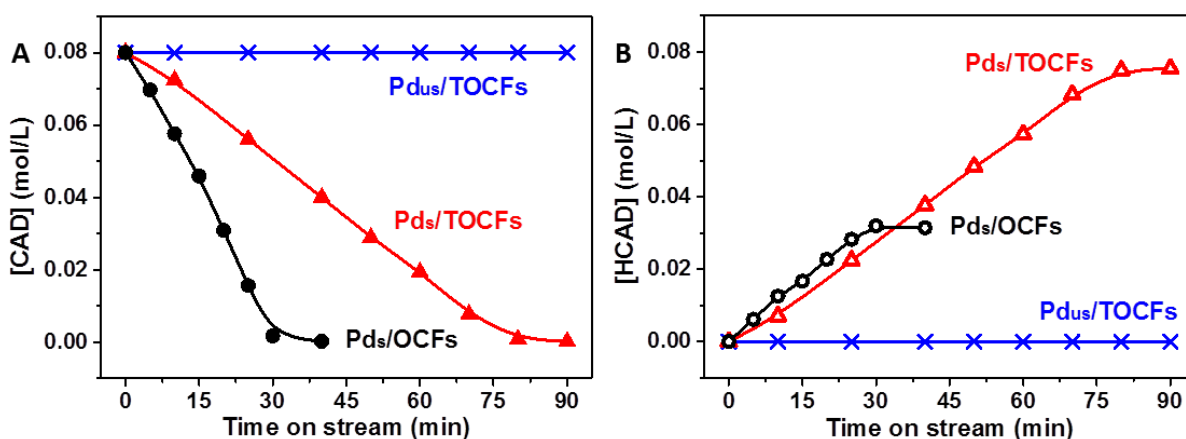 A
[CAD] (mol/L)
0.08
0.06
0.04
0.02
0.00
Pdus/TOCFs
Pds/TOCFs
Pds/OCFs
0 15 30 45 60 75 90
Time on stream (min)
B
[HCAD] (mol/L)
0.08
0.06
0.04
0.02
0.00
Pds/TOCFs
Pds/OCFs
Pdus/TOCFs
0 15 30 45 60 75 90
Time on stream (min)